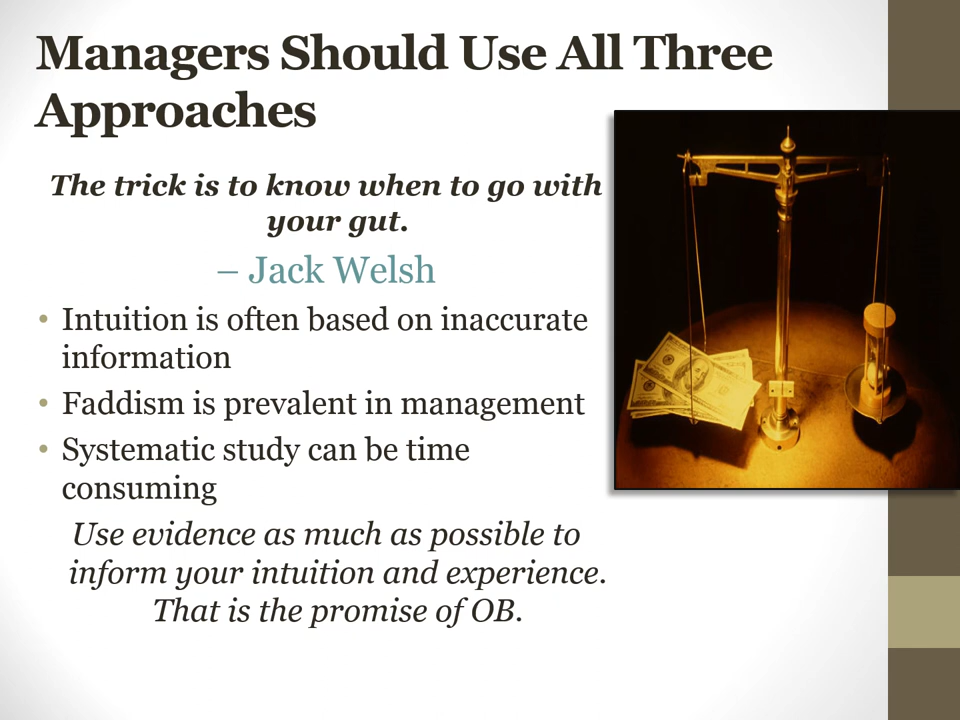 Managers Should Use All Three
Approaches
The trick is to know when to go with
your gut.
– Jack Welsh
• Intuition is often based on inaccurate
information
• Faddism is prevalent in management
• Systematic study can be time
consuming
Use evidence as much as possible to
inform your intuition and experience.
That is the promise of OB.